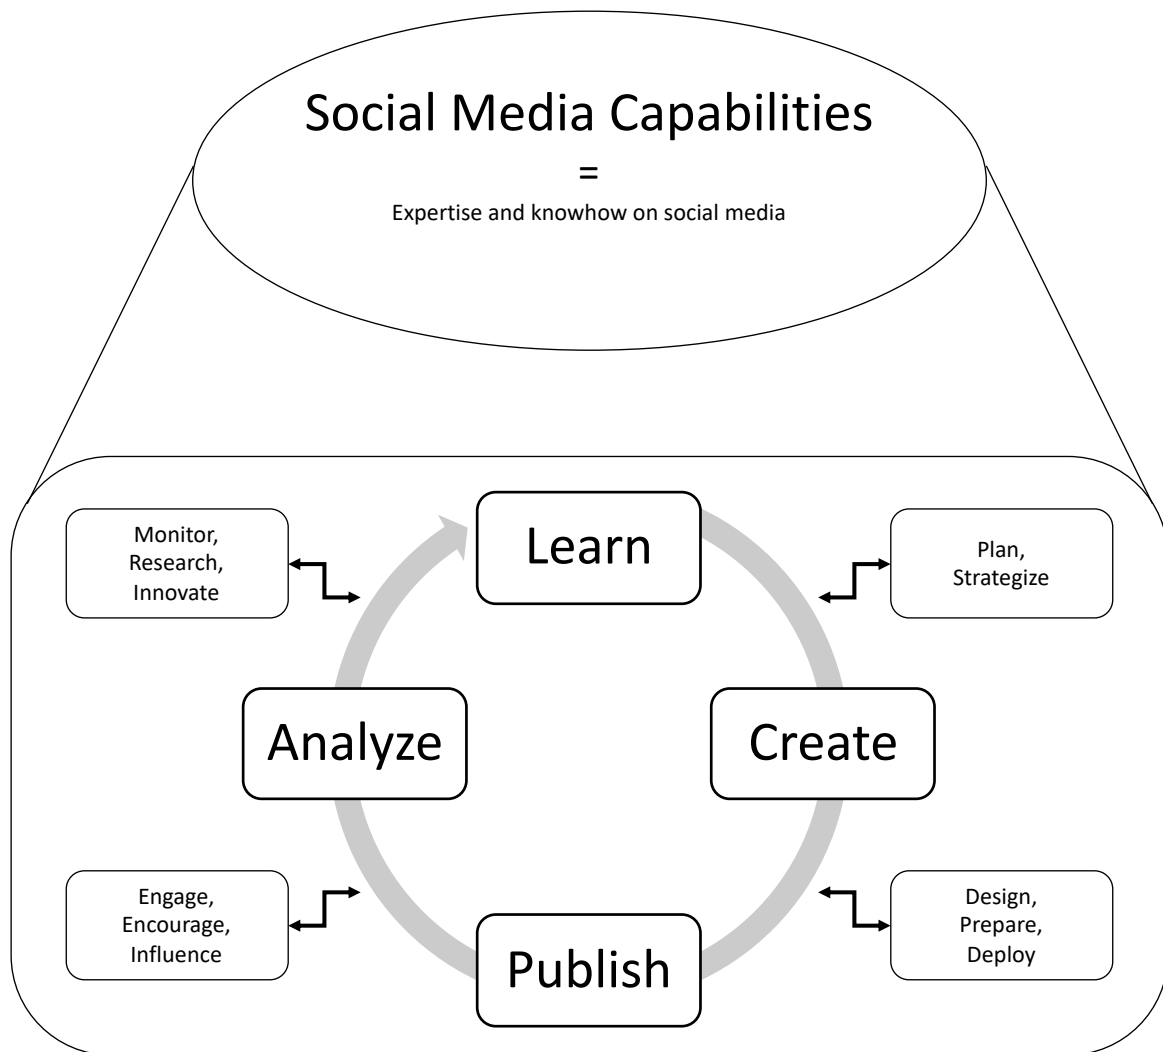 Social Media Capabilities
=
Expertise and knowhow on social media
Monitor,
Research,
Innovate
Learn
Plan,
Strategize
Analyze
Create
Engage,
Encourage,
Influence
Publish
Design,
Prepare,
Deploy